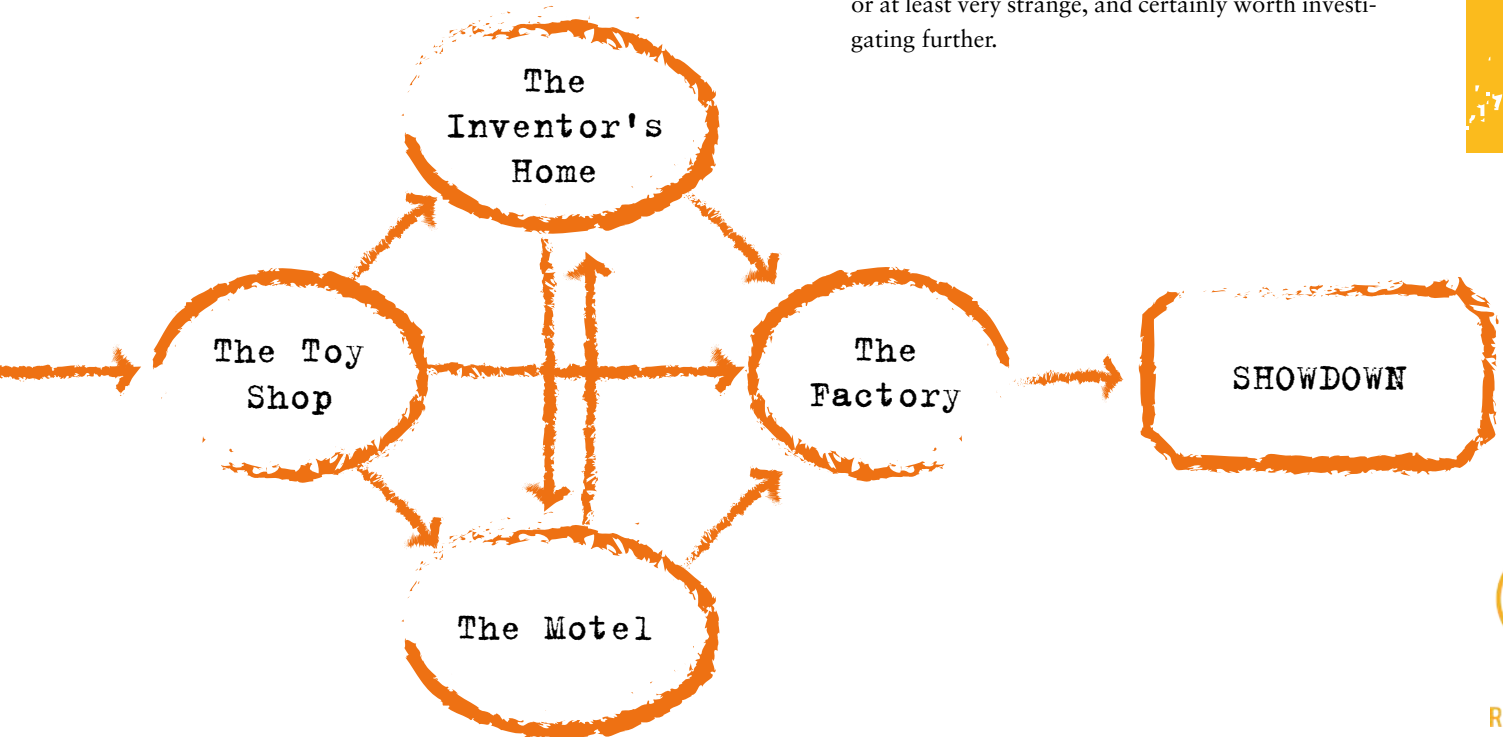 or at least very strange, and certainly worth investi-
gating further.
The
Inventor's
Home
The Toy
Shop
The
Factory
SHOWDOWN
The Motel
R